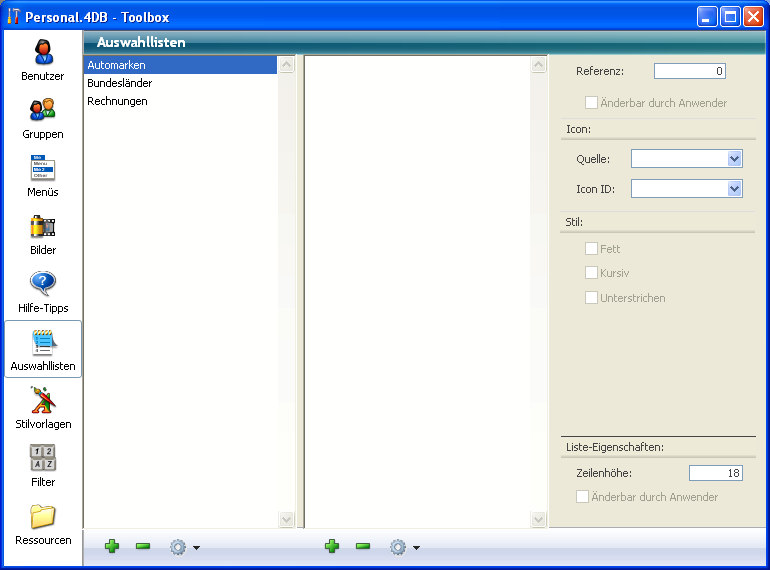 Personal.4DB - Toolbox
Auswahllisten
Benutzer
Gruppen
Menüs
Bilder
Hilfe-Tipps
Auswahllisten
Stilvorlagen
Filter
Ressourcen
Automarken
Bundesländer
Rechnungen
Referenz: 0
Änderbar durch Anwender
Icon:
Quelle:
Icon ID:
Stil:
Fett
Kursiv
Unterstrichen
Liste-Eigenschaften:
Zeilenhöhe: 18
Änderbar durch Anwender